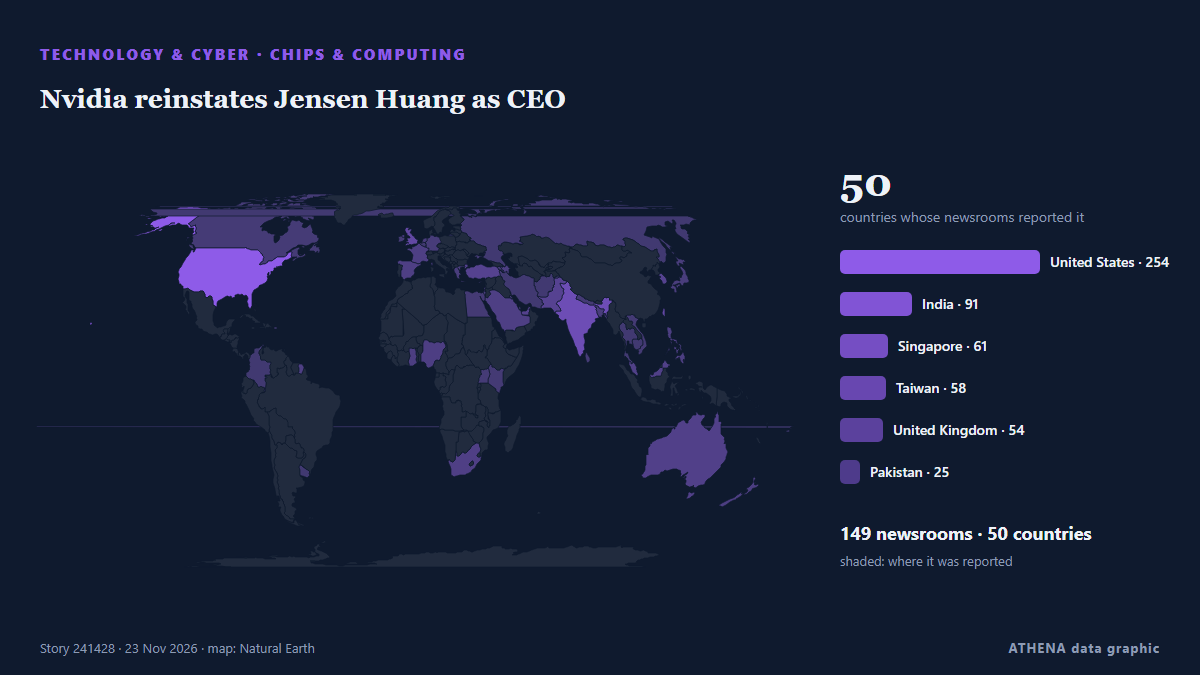 TECHNOLOGY & CYBER · CHIPS & COMPUTING
Nvidia reinstates Jensen Huang as CEO
50
countries whose newsrooms reported it
United States · 254
India · 91
Singapore · 61
Taiwan · 58
United Kingdom · 54
Pakistan · 25
149 newsrooms · 50 countries
shaded: where it was reported
Story 241428 · 23 Nov 2026 · map: Natural Earth
ATHENA data graphic